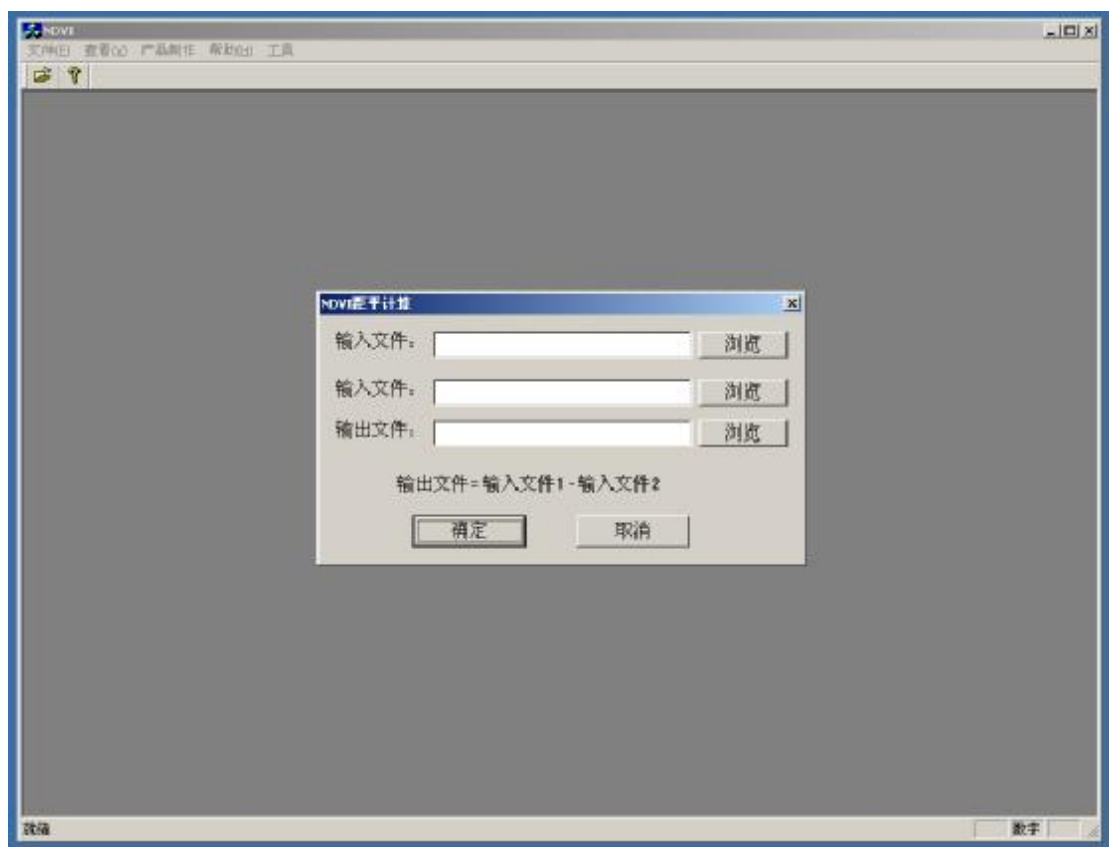 NDVI
文件(F) 查看(V) 产品制作 帮助(H) 工具
NDVI距平计算
输入文件: 浏览
输入文件: 浏览
输出文件: 浏览
输出文件=输入文件1-输入文件2
确定 取消
就绪 数字